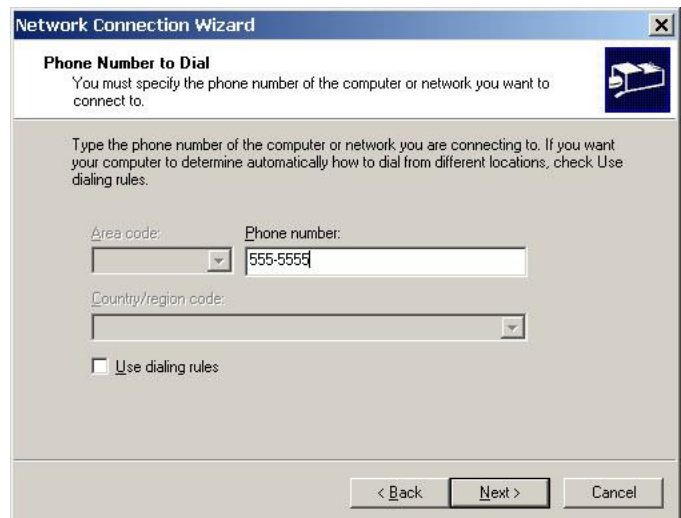 Network Connection Wizard
Phone Number to Dial
You must specify the phone number of the computer or network you want to
connect to.
Type the phone number of the computer or network you are connecting to. If you want
your computer to determine automatically how to dial from different locations, check Use
dialing rules.
Area code: Phone number:
555-5555
Country/region code:
Use dialing rules
< Back Next > Cancel